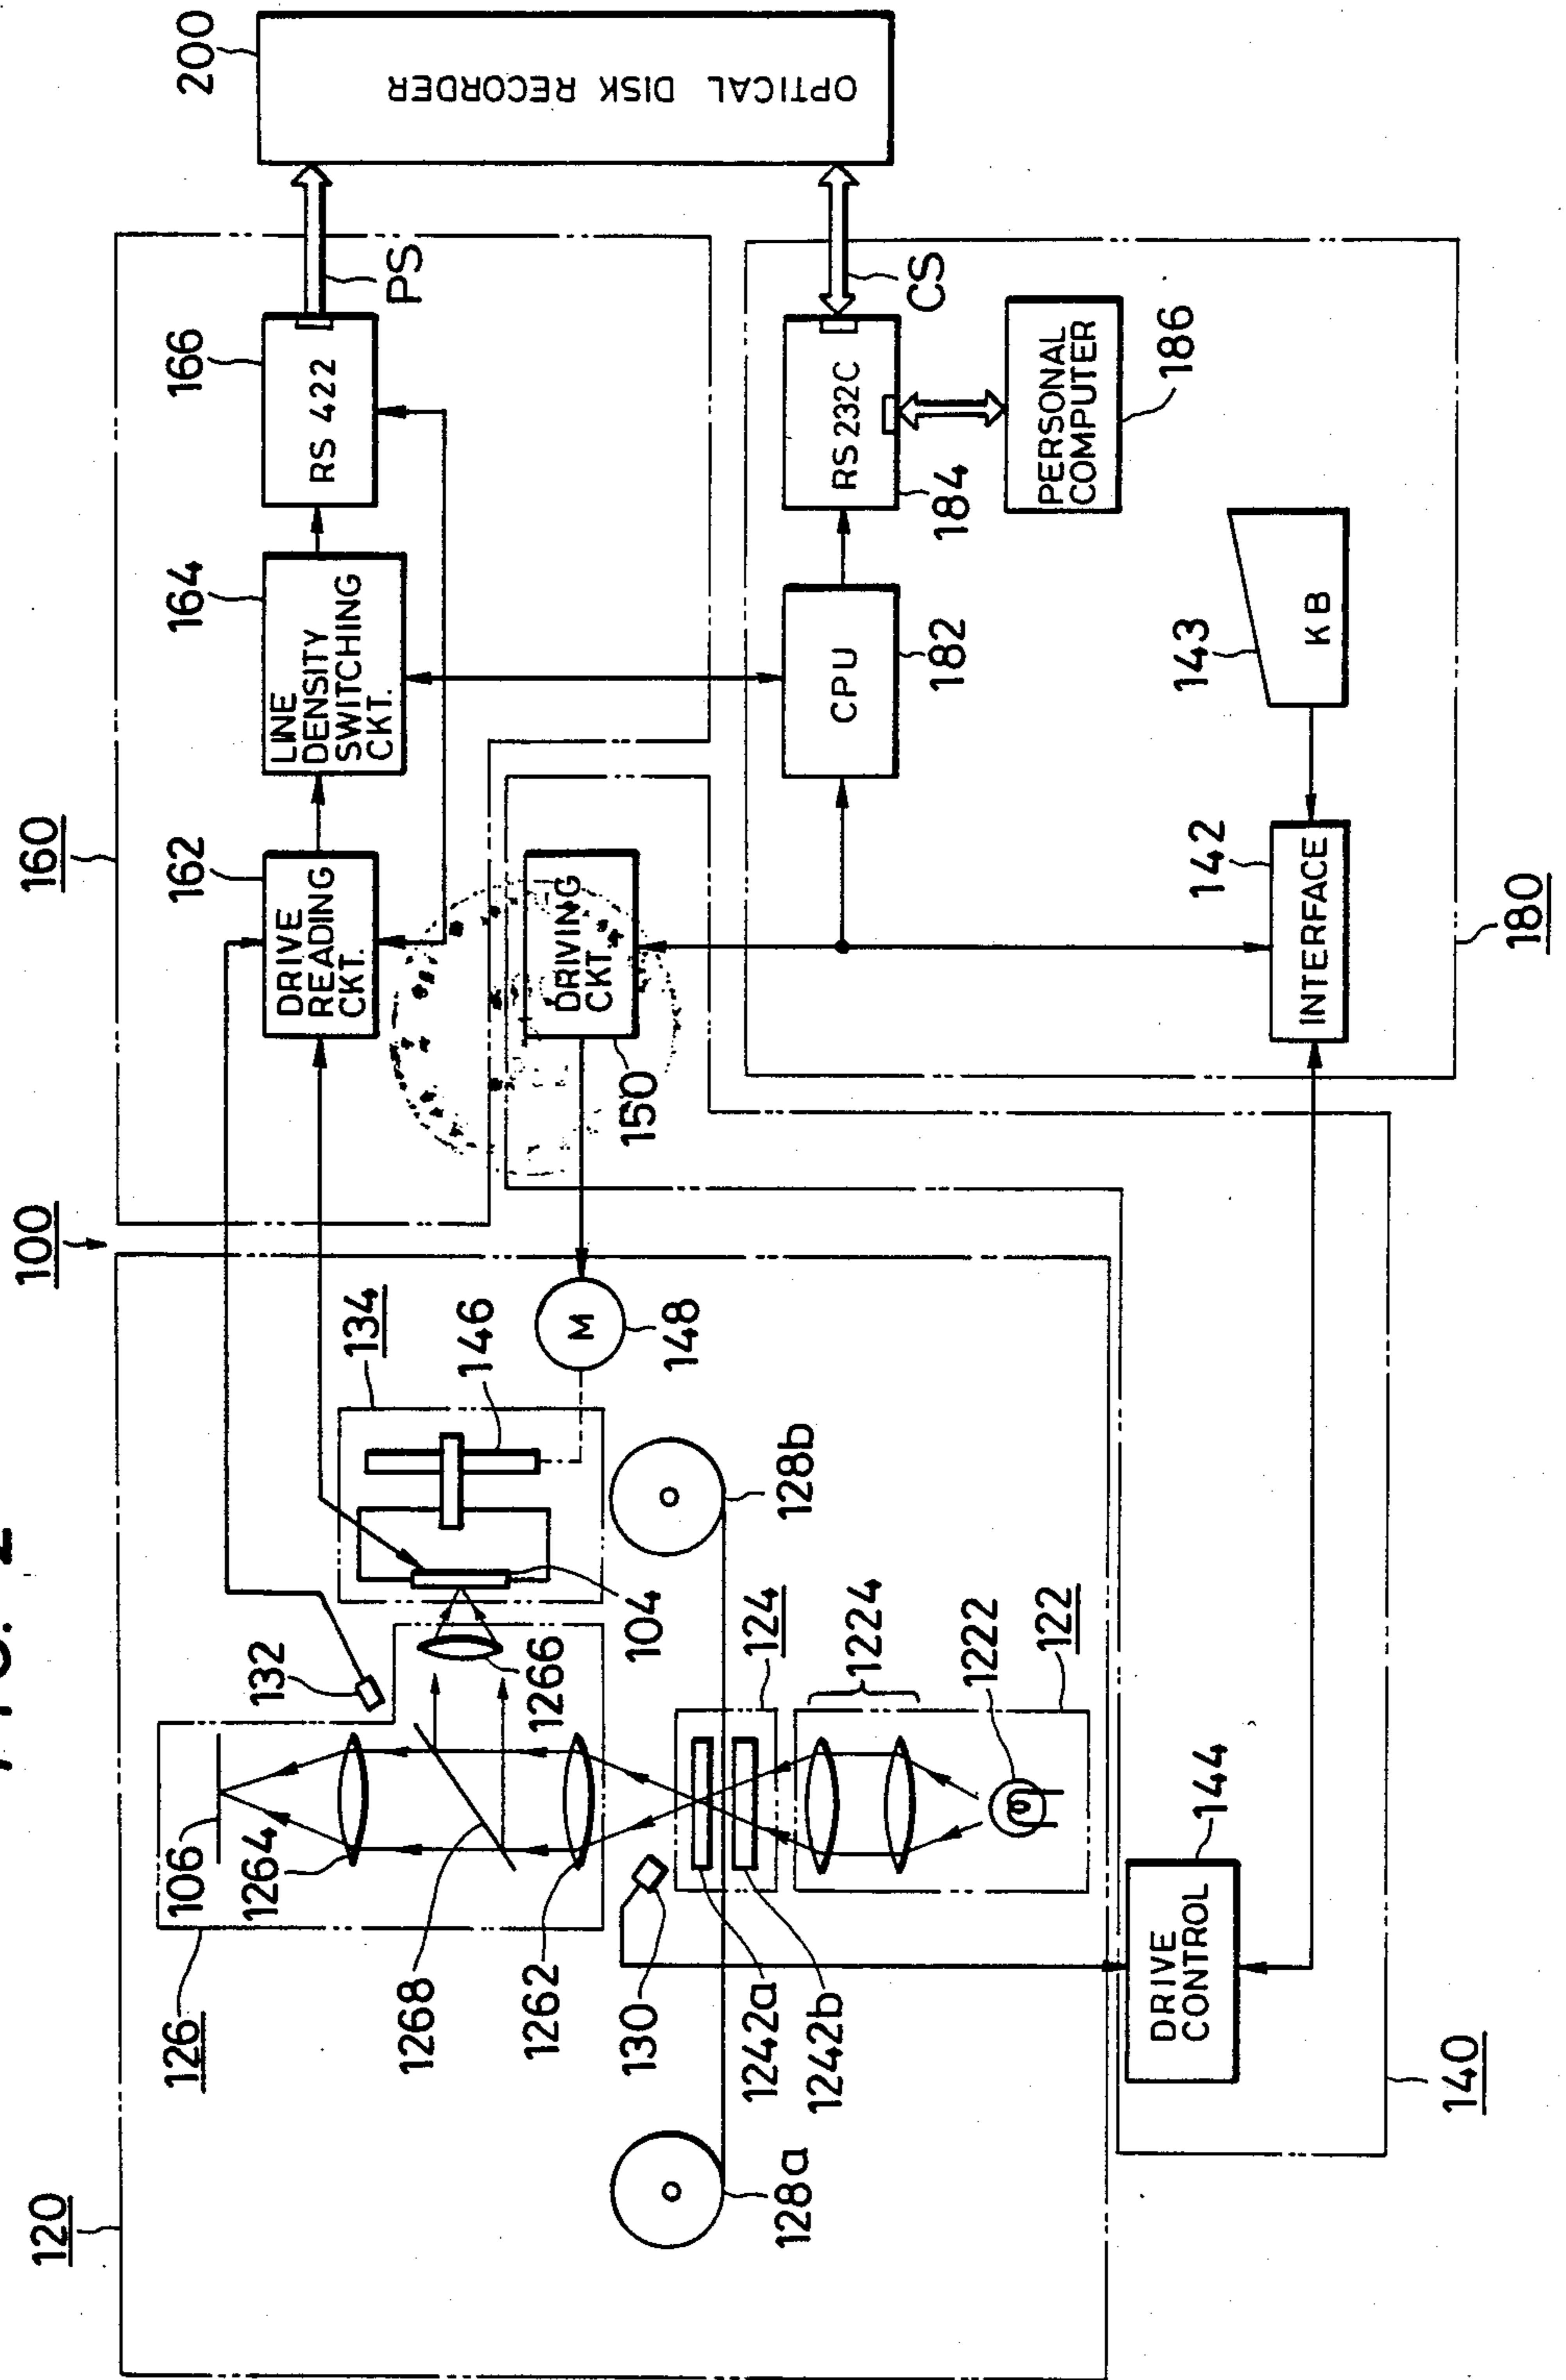 FIG. 2
100
120
126
106
1264
1268
1262
132
1266
104
134
146
M
148
130
128a
128b
1242a
1242b
124
1224
1222
122
DRIVE
CONTROL
144
140
160
162
DRIVE
READING
CKT.
164
LINE
DENSITY
SWITCHING
CKT.
166
RS 422
PS
200
OPTICAL DISK RECORDER
DRIVING
CKT.
150
CPU
182
RS 232C
184
CS
PERSONAL
COMPUTER
186
142
INTERFACE
143
KB
180